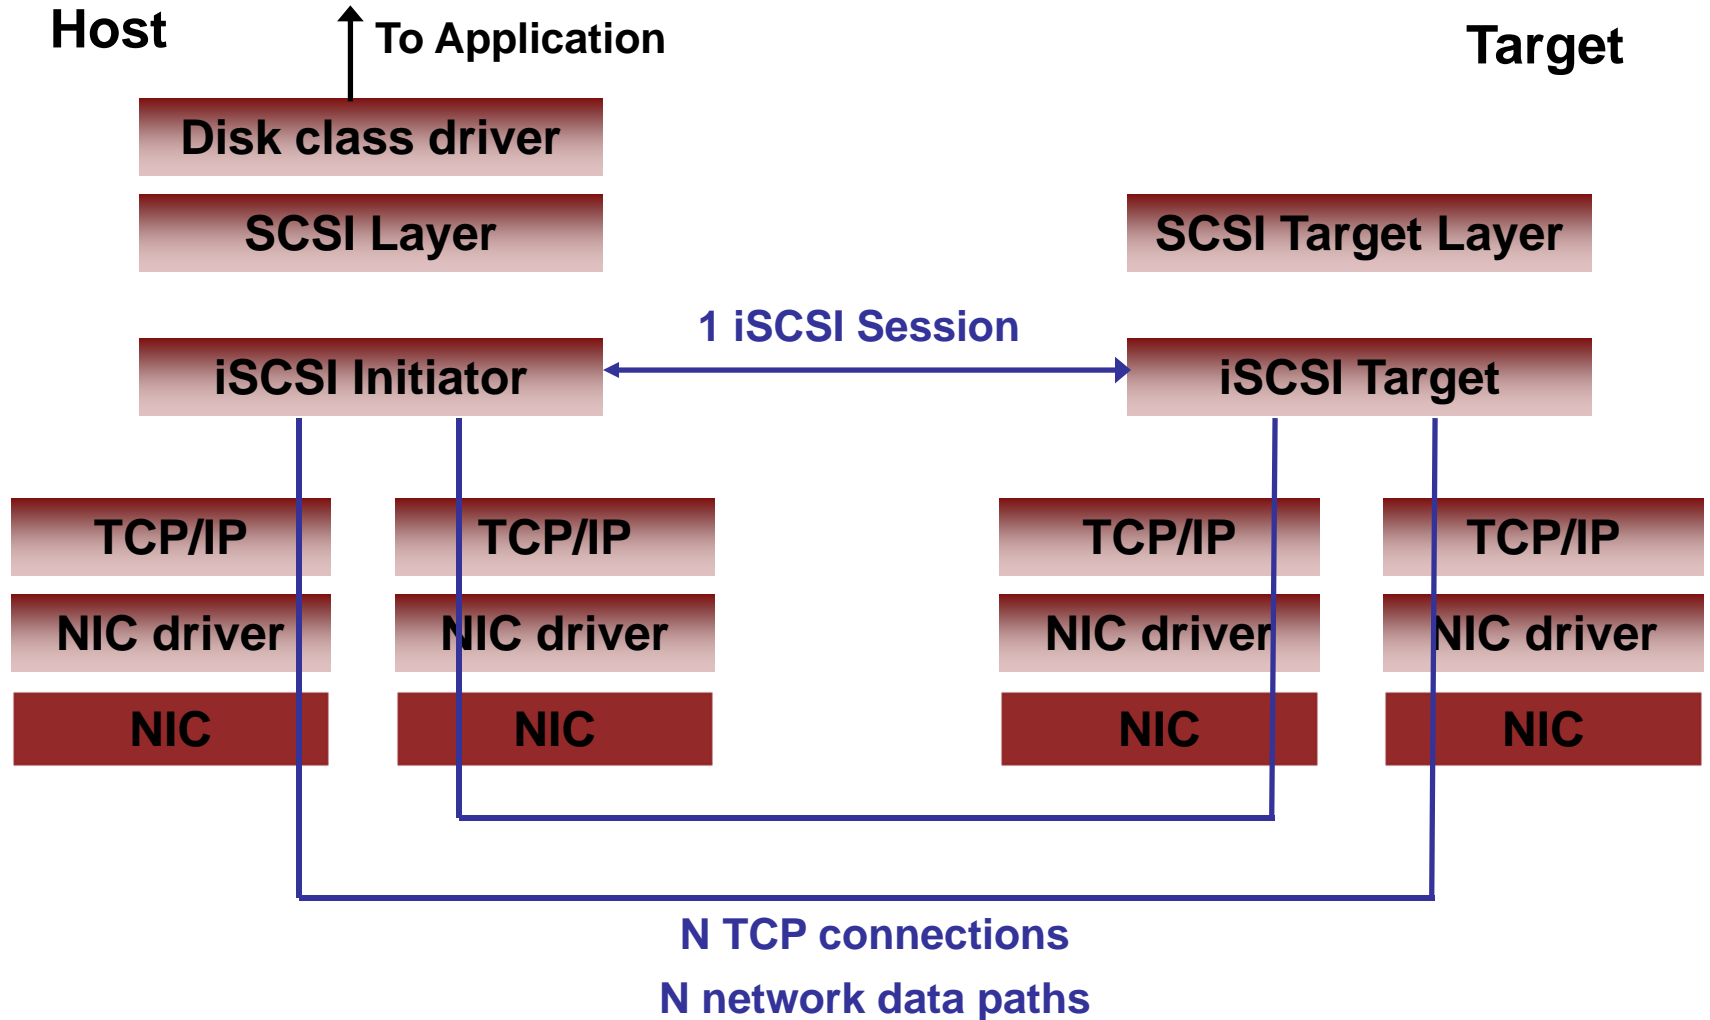 Host
To Application
Target
Disk class driver
SCSI Layer
SCSI Target Layer
1 iSCSI Session
iSCSI Initiator
iSCSI Target
TCP/IP
TCP/IP
TCP/IP
TCP/IP
NIC driver
NIC driver
NIC driver
NIC driver
NIC
NIC
NIC
NIC
N TCP connections
N network data paths